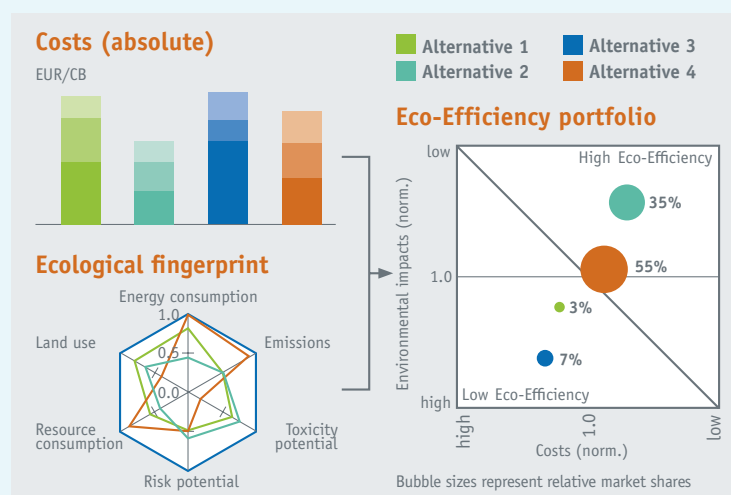 Costs (absolute)
EUR/CB
Alternative 1
Alternative 2
Alternative 3
Alternative 4
Eco-Efficiency portfolio
Environmental impacts (norm.)
low
1.0
high
High Eco-Efficiency
35%
55%
3%
7%
Low Eco-Efficiency
high
1.0
low
Costs (norm.)
Bubble sizes represent relative market shares
Ecological fingerprint
Energy consumption
1.0
0.5
0.0
Land use
Emissions
Resource
consumption
Toxicity
potential
Risk potential